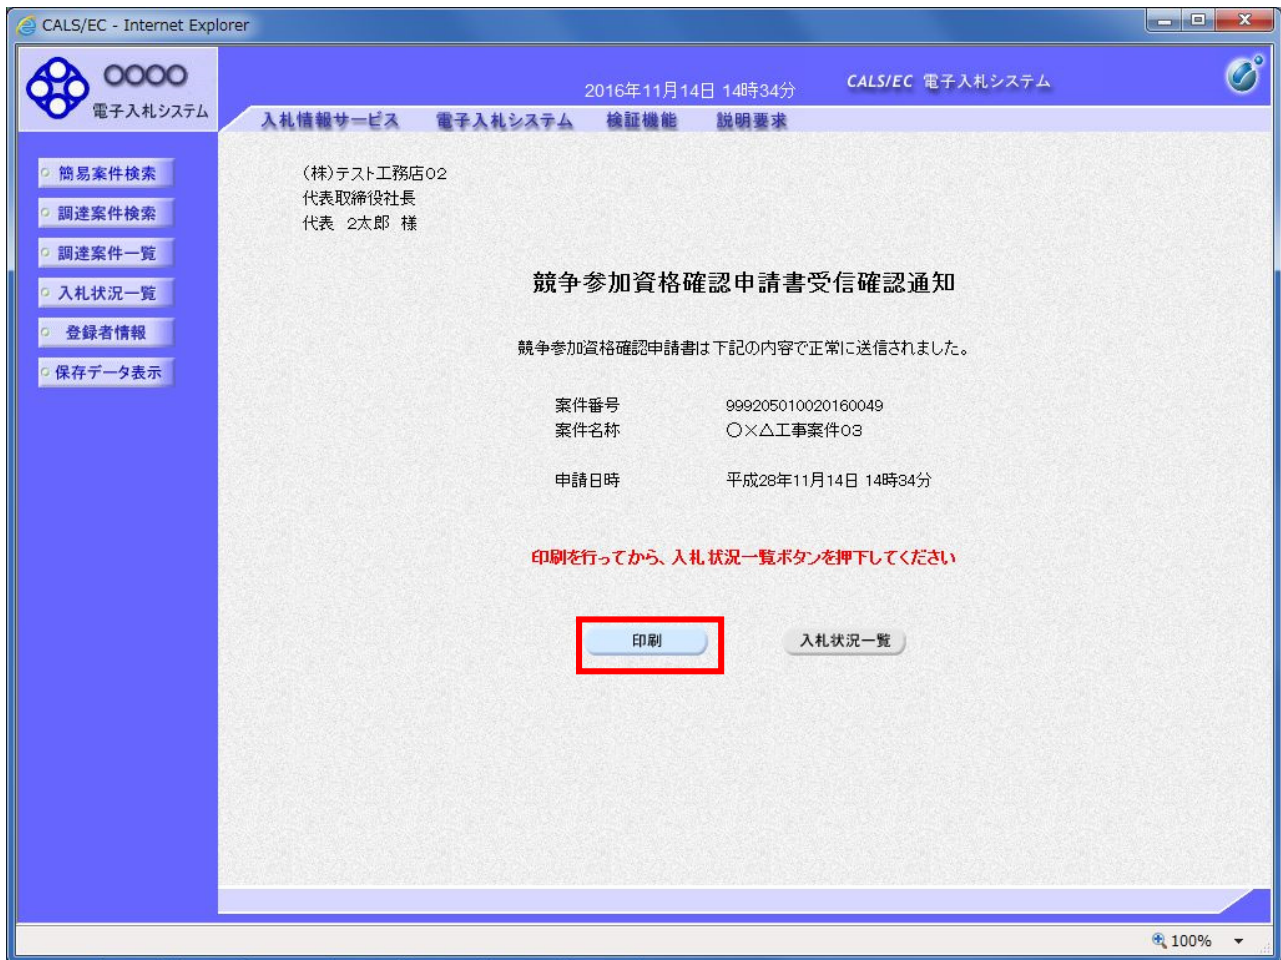 CALS/EC - Internet Explorer
○○○○
電子入札システム
2016年11月14日 14時34分
CALS/EC 電子入札システム
入札情報サービス 電子入札システム 検証機能 説明要求
簡易案件検索
調達案件検索
調達案件一覧
入札状況一覧
登録者情報
保存データ表示
(株)テスト工務店02
代表取締役社長
代表 2太郎 様
競争参加資格確認申請書受信確認通知
競争参加資格確認申請書は下記の内容で正常に送信されました。
案件番号 999205010020160049
案件名称 ○×△工事案件03
申請日時 平成28年11月14日 14時34分
印刷を行ってから、入札状況一覧ボタンを押下してください
印刷 入札状況一覧
100%